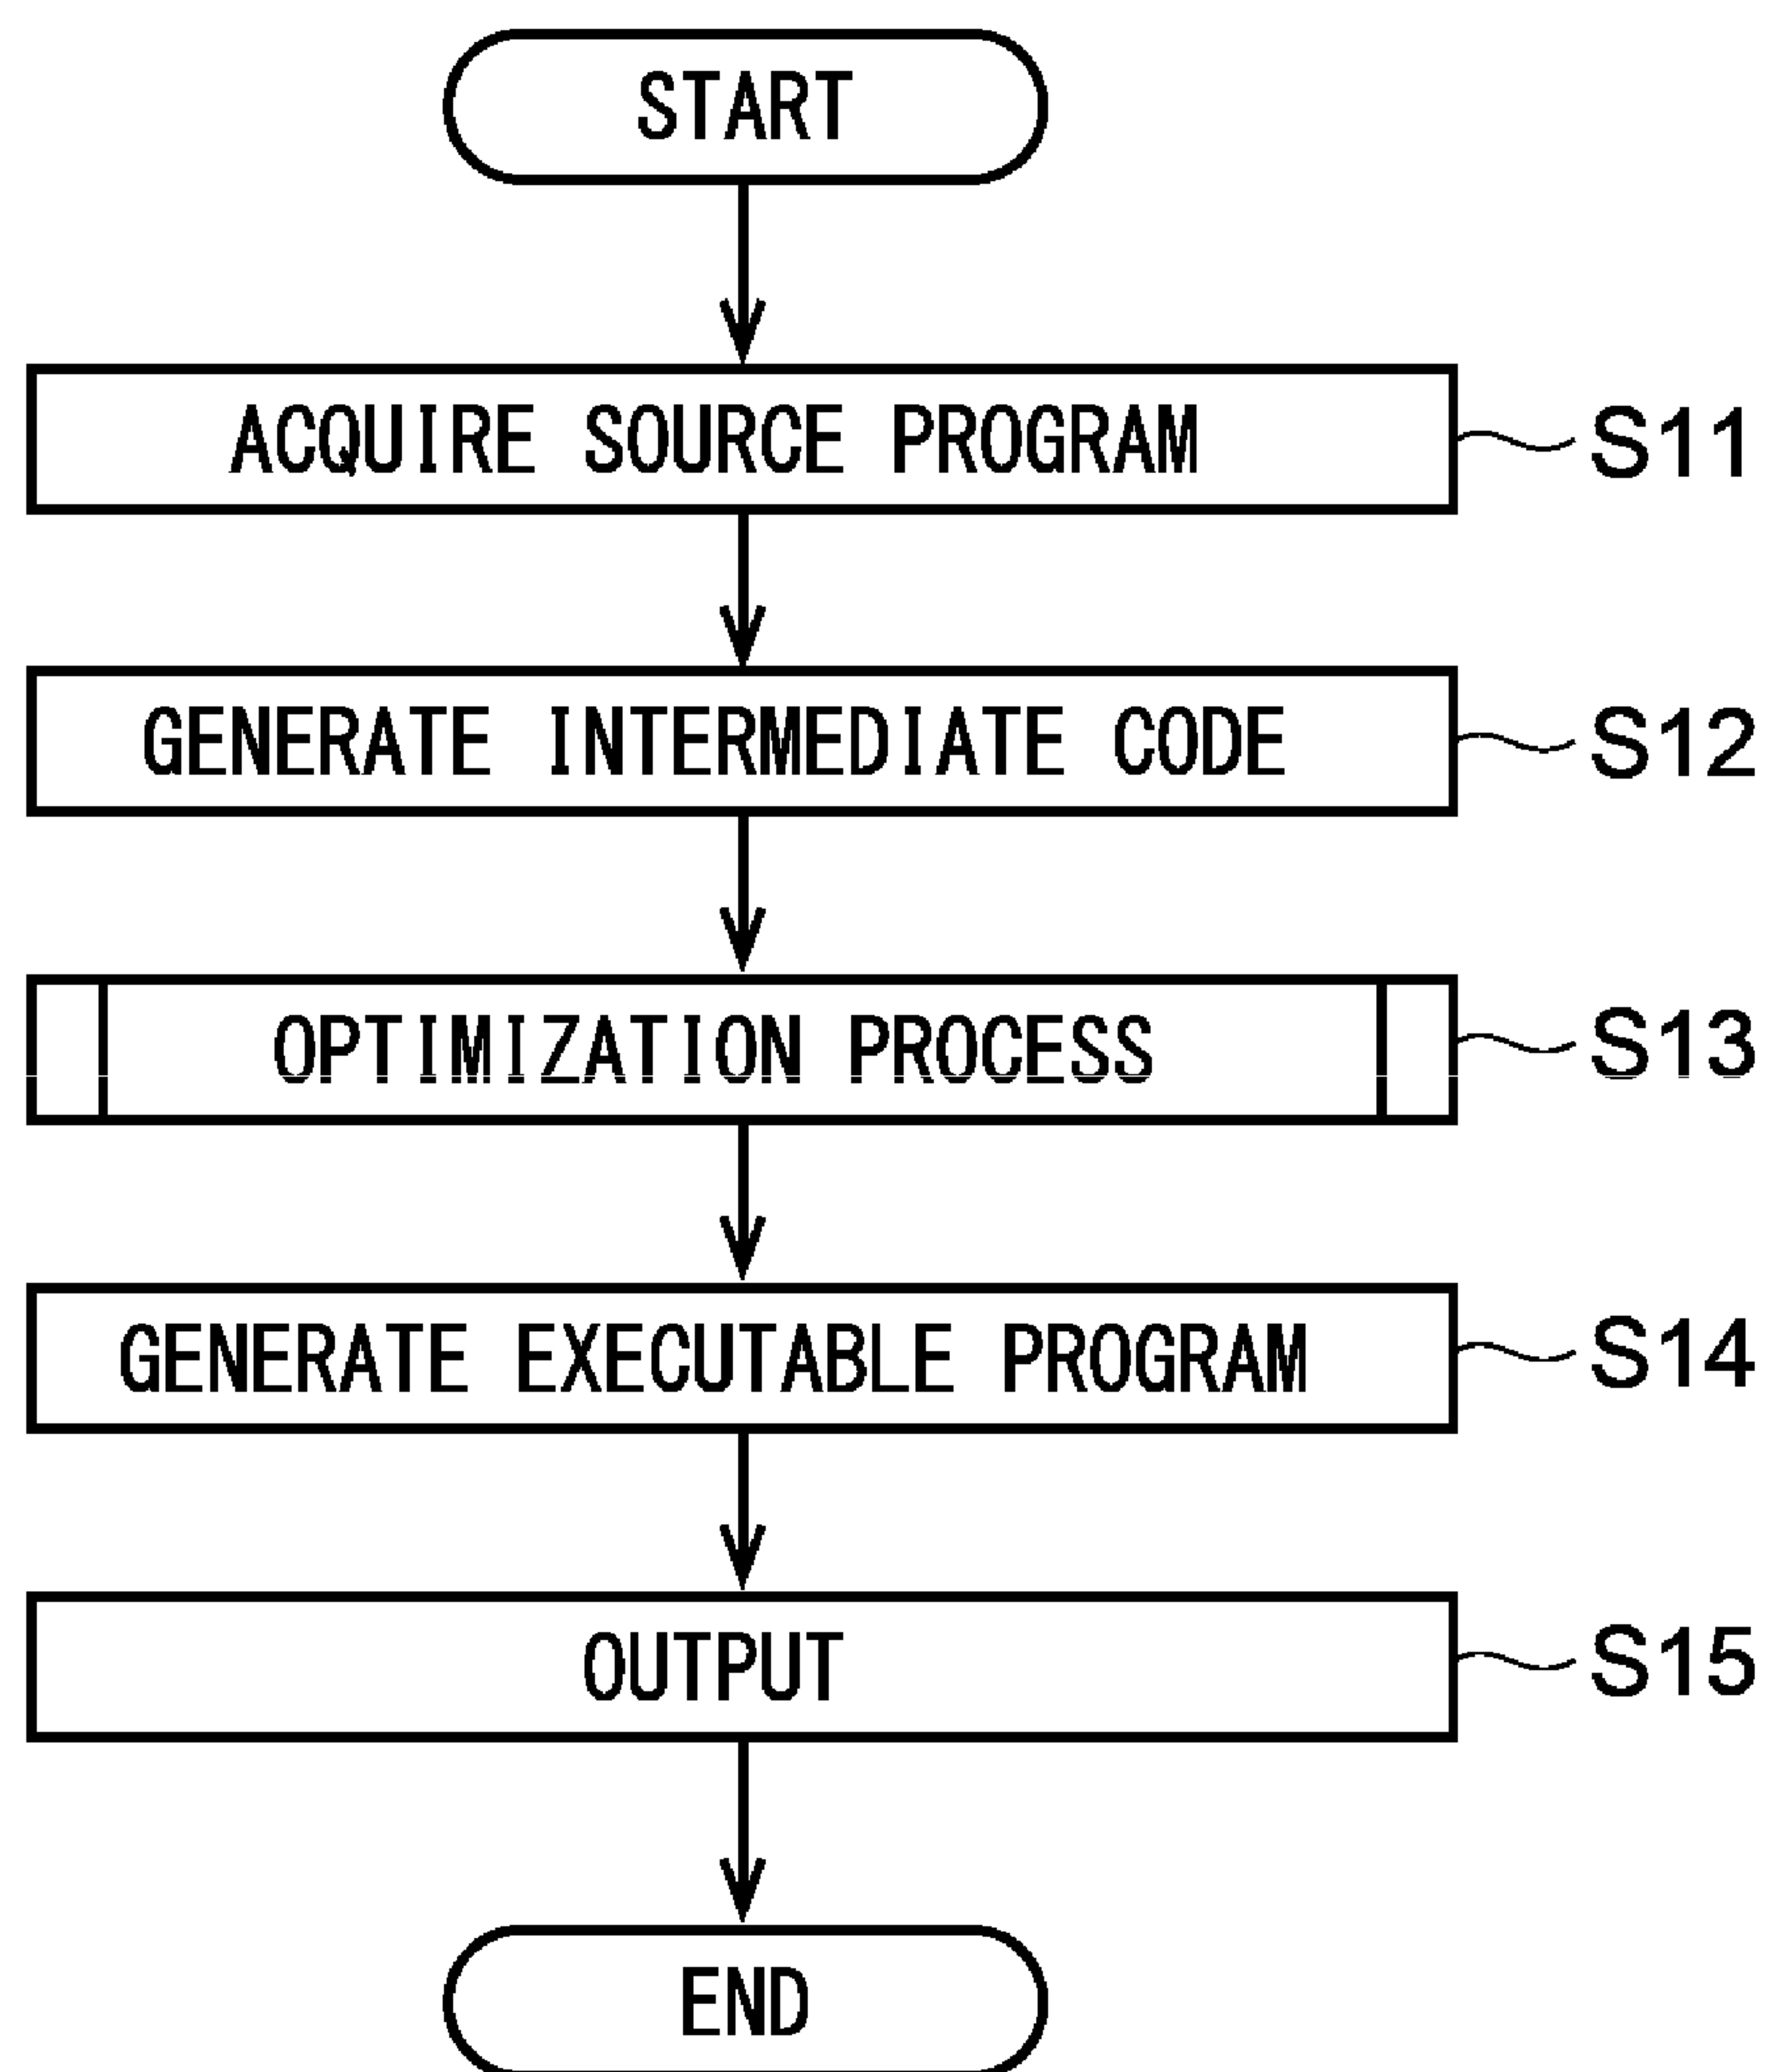 START
ACQUIRE SOURCE PROGRAM
S11
GENERATE INTERMEDIATE CODE
S12
OPTIMIZATION PROCESS
S13
GENERATE EXECUTABLE PROGRAM
S14
OUTPUT
S15
END